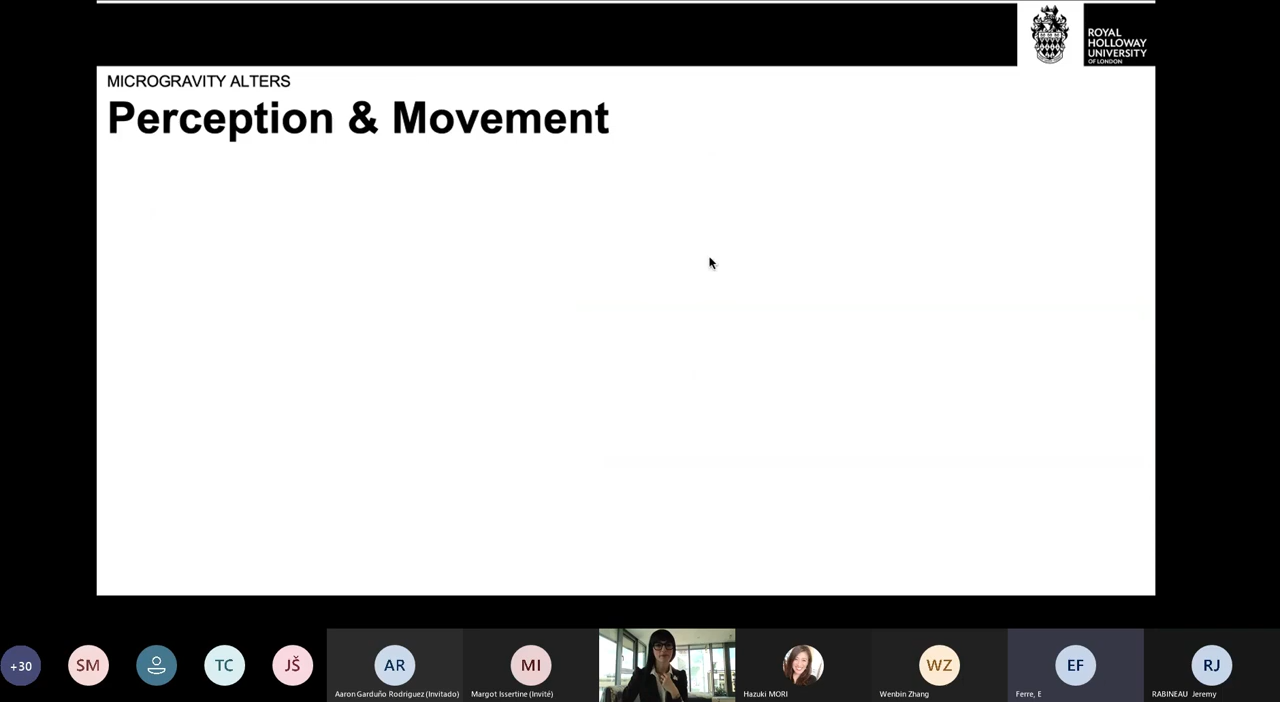 ROYAL
HOLLOWAY
UNIVERSITY
OF LONDON
MICROGRAVITY ALTERS
Perception & Movement
+30
SM
TC
JŠ
AR
MI
WZ
EF
RJ
Aaron Garduño Rodriguez (Invitado)
Margot Issertine (Invité)
Hazuki MORI
Wenbin Zhang
Ferre, E
RABINEAU Jeremy